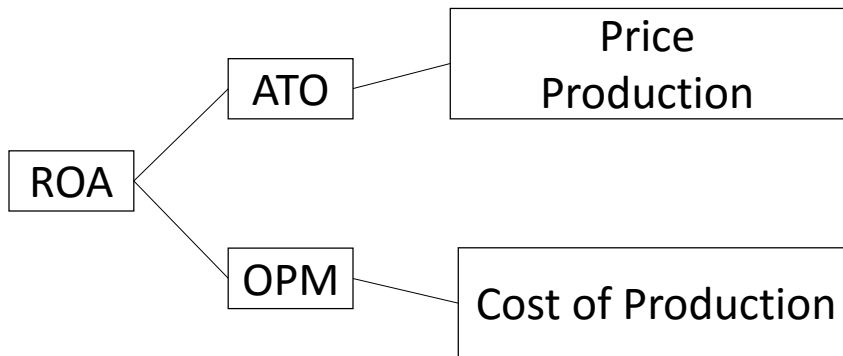 Price
Production
ATO
ROA
OPM
Cost of Production